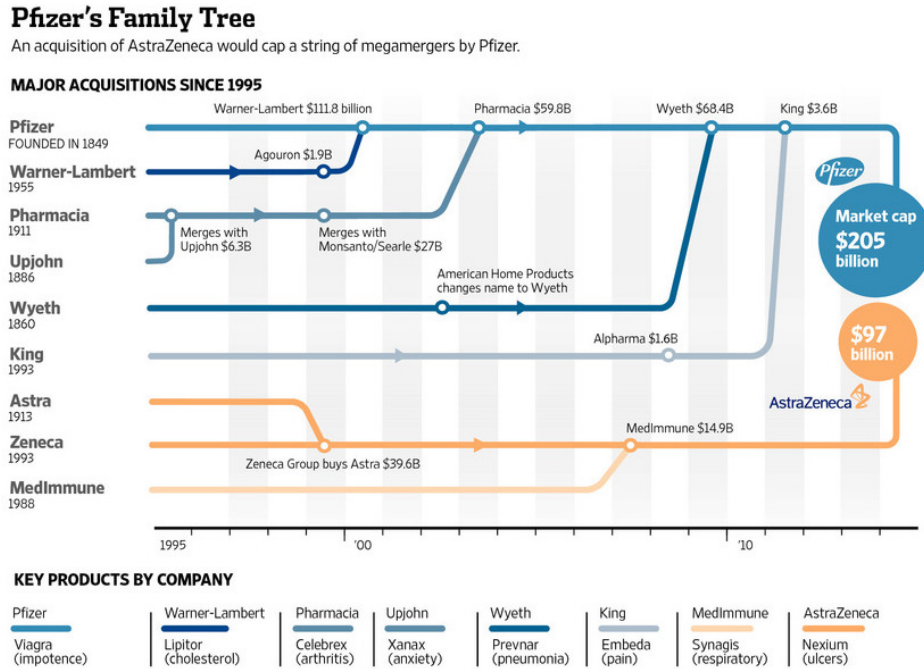 Pfizer's Family Tree
An acquisition of AstraZeneca would cap a string of megamergers by Pfizer.
MAJOR ACQUISITIONS SINCE 1995
Warner-Lambert $111.8 billion
Pharmacia $59.8B
Wyeth $68.4B
King $3.6B
Pfizer
FOUNDED IN 1849
Agouron $1.9B
Warner-Lambert
1955
Pfizer
Pharmacia
1911
Merges with
Upjohn $6.3B
Merges with
Monsanto/Searle $27B
Market cap
$205
billion
Upjohn
1886
American Home Products
changes name to Wyeth
Wyeth
1860
Alpharma $1.6B
$97
billion
King
1993
Astra
1913
AstraZeneca
MedImmune $14.9B
Zeneca
1993
Zeneca Group buys Astra $39.6B
MedImmune
1988
1995
'00
'10
KEY PRODUCTS BY COMPANY
Pfizer
Viagra
(impotence)
Warner-Lambert
Lipitor
(cholesterol)
Pharmacia
Celebrex
(arthritis)
Upjohn
Xanax
(anxiety)
Wyeth
Prevnar
(pneumonia)
King
Embeda
(pain)
MedImmune
Synagis
(respiratory)
AstraZeneca
Nexium
(ulcers)